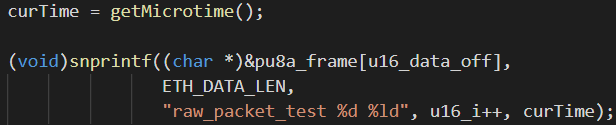 curTime = getMicrotime();
(void)snprintf((char *)&pu8a_frame[u16_data_off],
ETH_DATA_LEN,
"raw_packet_test %d %ld", u16_i++, curTime);